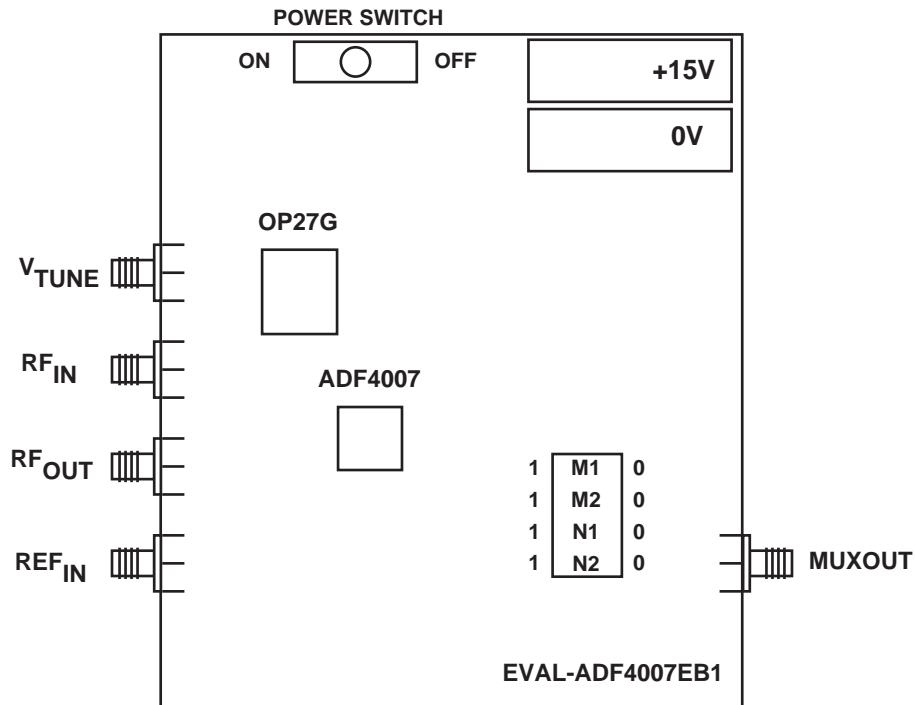 POWER SWITCH
ON OFF
+15V
0V
OP27G
VTUNE
RFIN
ADF4007
RFOUT
1 M1 0
1 M2 0
1 N1 0
1 N2 0
REFIN
MUXOUT
EVAL-ADF4007EB1